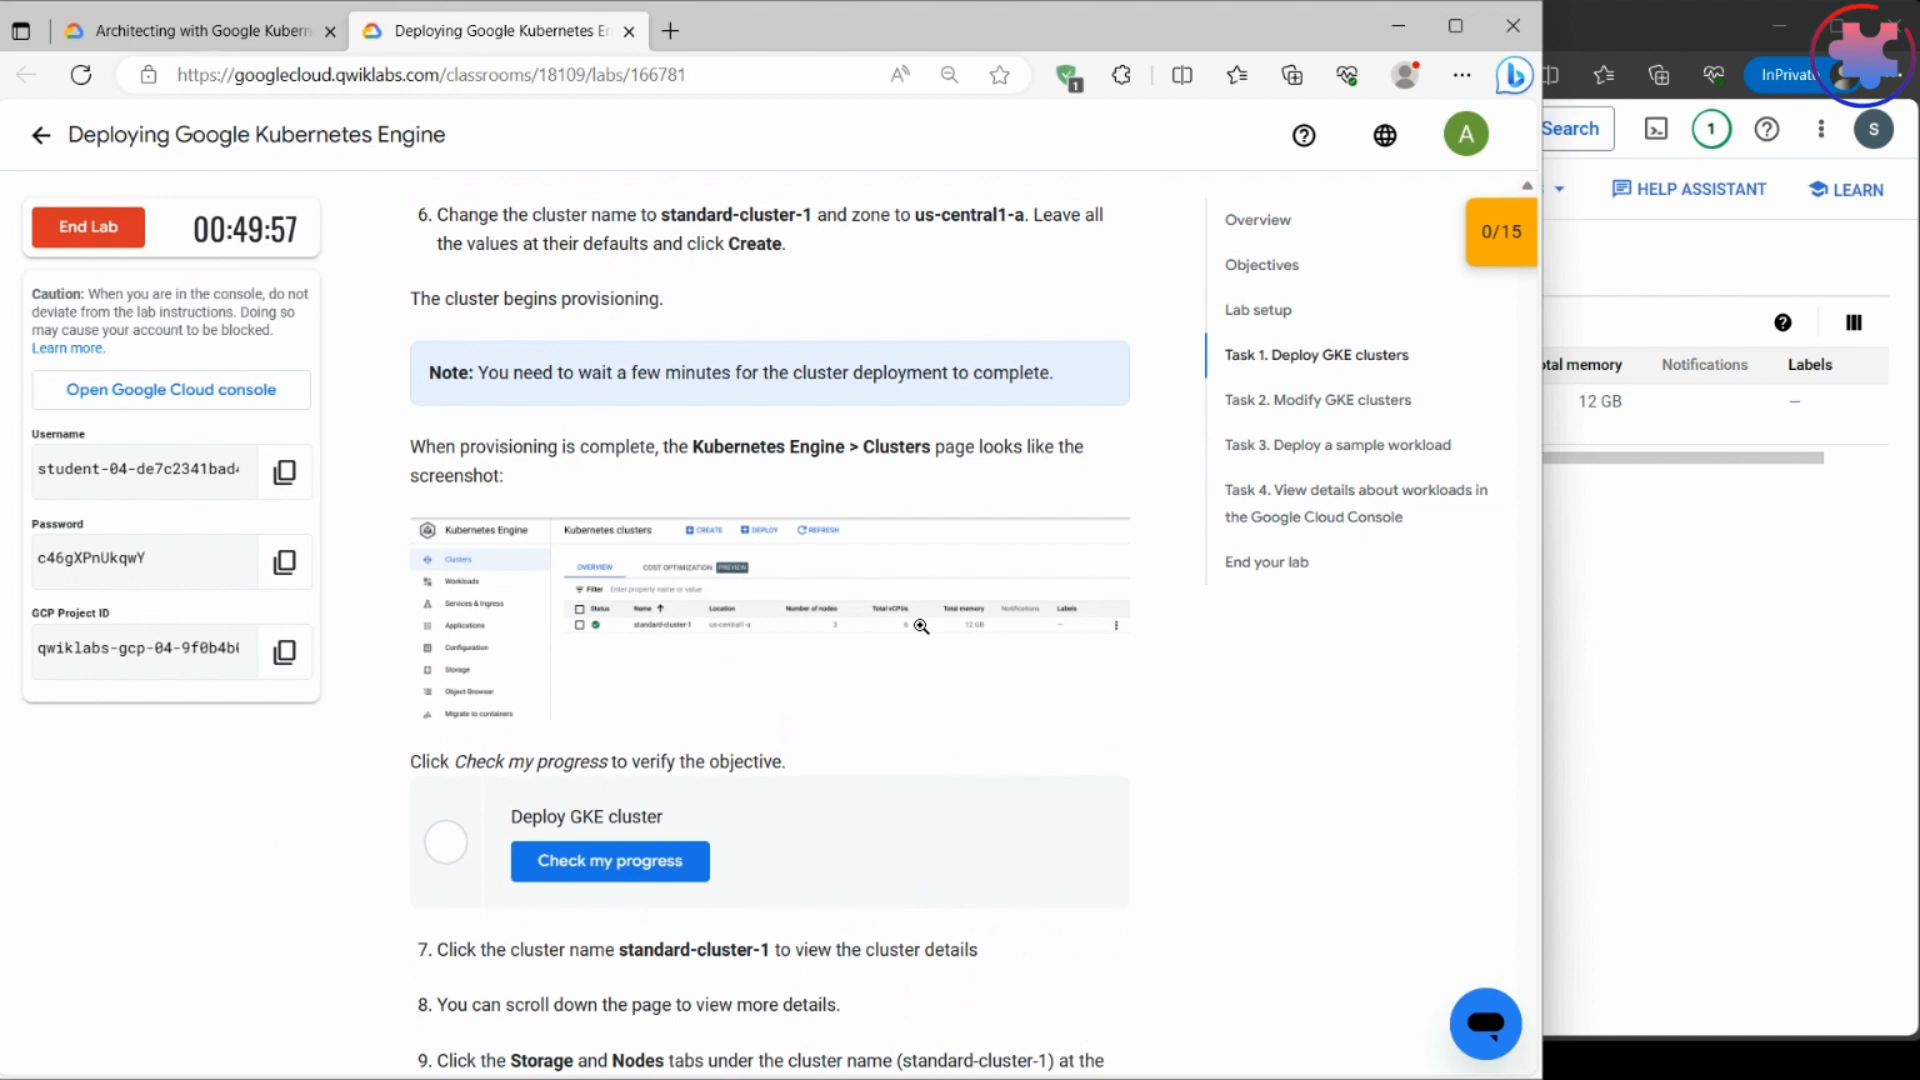 Architecting with Google Kubern
Deploying Google Kubernetes En
https://googlecloud.qwiklabs.com/classrooms/18109/labs/166781
1
InPrivate
Deploying Google Kubernetes Engine
A
Search
1
S
HELP ASSISTANT
LEARN
End Lab
00:49:57
Caution: When you are in the console, do not
deviate from the lab instructions. Doing so
may cause your account to be blocked.
Learn more.
Open Google Cloud console
Username
student-04-de7c2341bad4
Password
c46gXPnUkqwY
GCP Project ID
qwiklabs-gcp-04-9f0b4b
6. Change the cluster name to standard-cluster-1 and zone to us-central1-a. Leave all
the values at their defaults and click Create.
The cluster begins provisioning.
Note: You need to wait a few minutes for the cluster deployment to complete.
When provisioning is complete, the Kubernetes Engine > Clusters page looks like the
screenshot:
Kubernetes Engine
Kubernetes clusters
CREATE
DEPLOY
REFRESH
Clusters
Workloads
Services & Ingress
Applications
Configuration
Storage
Object Browser
Migrate to containers
OVERVIEW
COST OPTIMIZATION PREVIEW
Filter Enter property name or value
Status Name Location Number of nodes Total vCPUs Total memory Notifications Labels
standard-cluster-1 us-central1-a 3 6 12 GB –
Click Check my progress to verify the objective.
Deploy GKE cluster
Check my progress
7. Click the cluster name standard-cluster-1 to view the cluster details
8. You can scroll down the page to view more details.
9. Click the Storage and Nodes tabs under the cluster name (standard-cluster-1) at the
Overview
Objectives
Lab setup
Task 1. Deploy GKE clusters
Task 2. Modify GKE clusters
Task 3. Deploy a sample workload
Task 4. View details about workloads in
the Google Cloud Console
End your lab
0/15
otal memory Notifications Labels
12 GB –